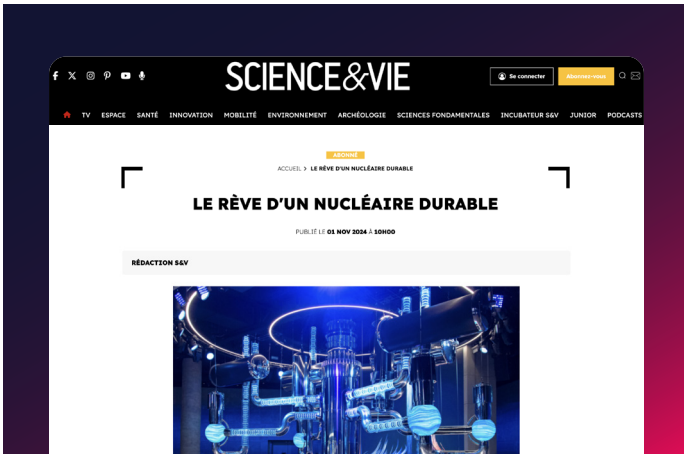 SCIENCE&VIE
Se connecter
Abonnez-vous
TV ESPACE SANTÉ INNOVATION MOBILITÉ ENVIRONNEMENT ARCHÉOLOGIE SCIENCES FONDAMENTALES INCUBATEUR S&V JUNIOR PODCASTS
ABONNÉ
ACCUEIL > LE RÊVE D'UN NUCLÉAIRE DURABLE
LE RÈVE D'UN NUCLÉAIRE DURABLE
PUBLIÉ LE 01 NOV 2024 À 10H00
RÉDACTION S&V